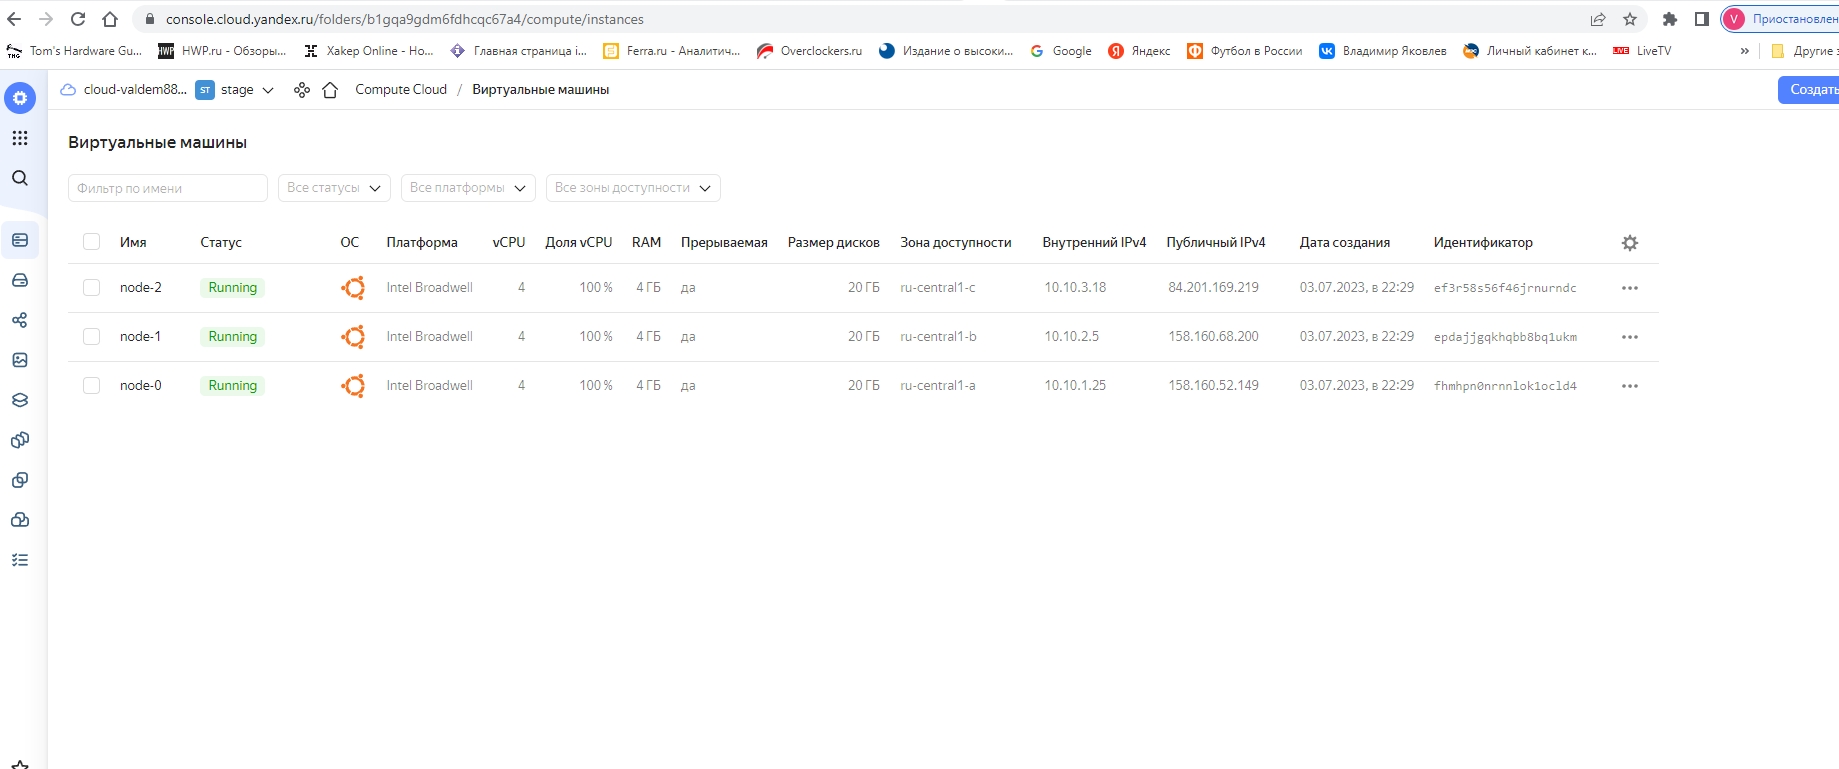 console.cloud.yandex.ru/folders/b1gqa9gdm6fdhcqc67a4/compute/instances
V Приостановлен
Tom's Hardware Gu... HWP.ru - Обзоры... Xakep Online - Но... Главная страница i... Ferra.ru - Аналитич... Overclockers.ru Издание о высоки... Google Яндекс Футбол в России Владимир Яковлев Личный кабинет к... LiveTV » Другие з
cloud-valdem88... ST stage Compute Cloud / Виртуальные машины Создать
Виртуальные машины
Фильтр по имени Все статусы Все платформы Все зоны доступности
Имя Статус ОС Платформа vCPU Доля vCPU RAM Прерываемая Размер дисков Зона доступности Внутренний IPv4 Публичный IPv4 Дата создания Идентификатор
node-2 Running Intel Broadwell 4 100 % 4 ГБ да 20 ГБ ru-central1-c 10.10.3.18 84.201.169.219 03.07.2023, в 22:29 ef3r58s56f46jrnurndc
node-1 Running Intel Broadwell 4 100 % 4 ГБ да 20 ГБ ru-central1-b 10.10.2.5 158.160.68.200 03.07.2023, в 22:29 epdajjgqkhqbb8bq1ukm
node-0 Running Intel Broadwell 4 100 % 4 ГБ да 20 ГБ ru-central1-a 10.10.1.25 158.160.52.149 03.07.2023, в 22:29 fhmhpn0nrnnlok1ocld4